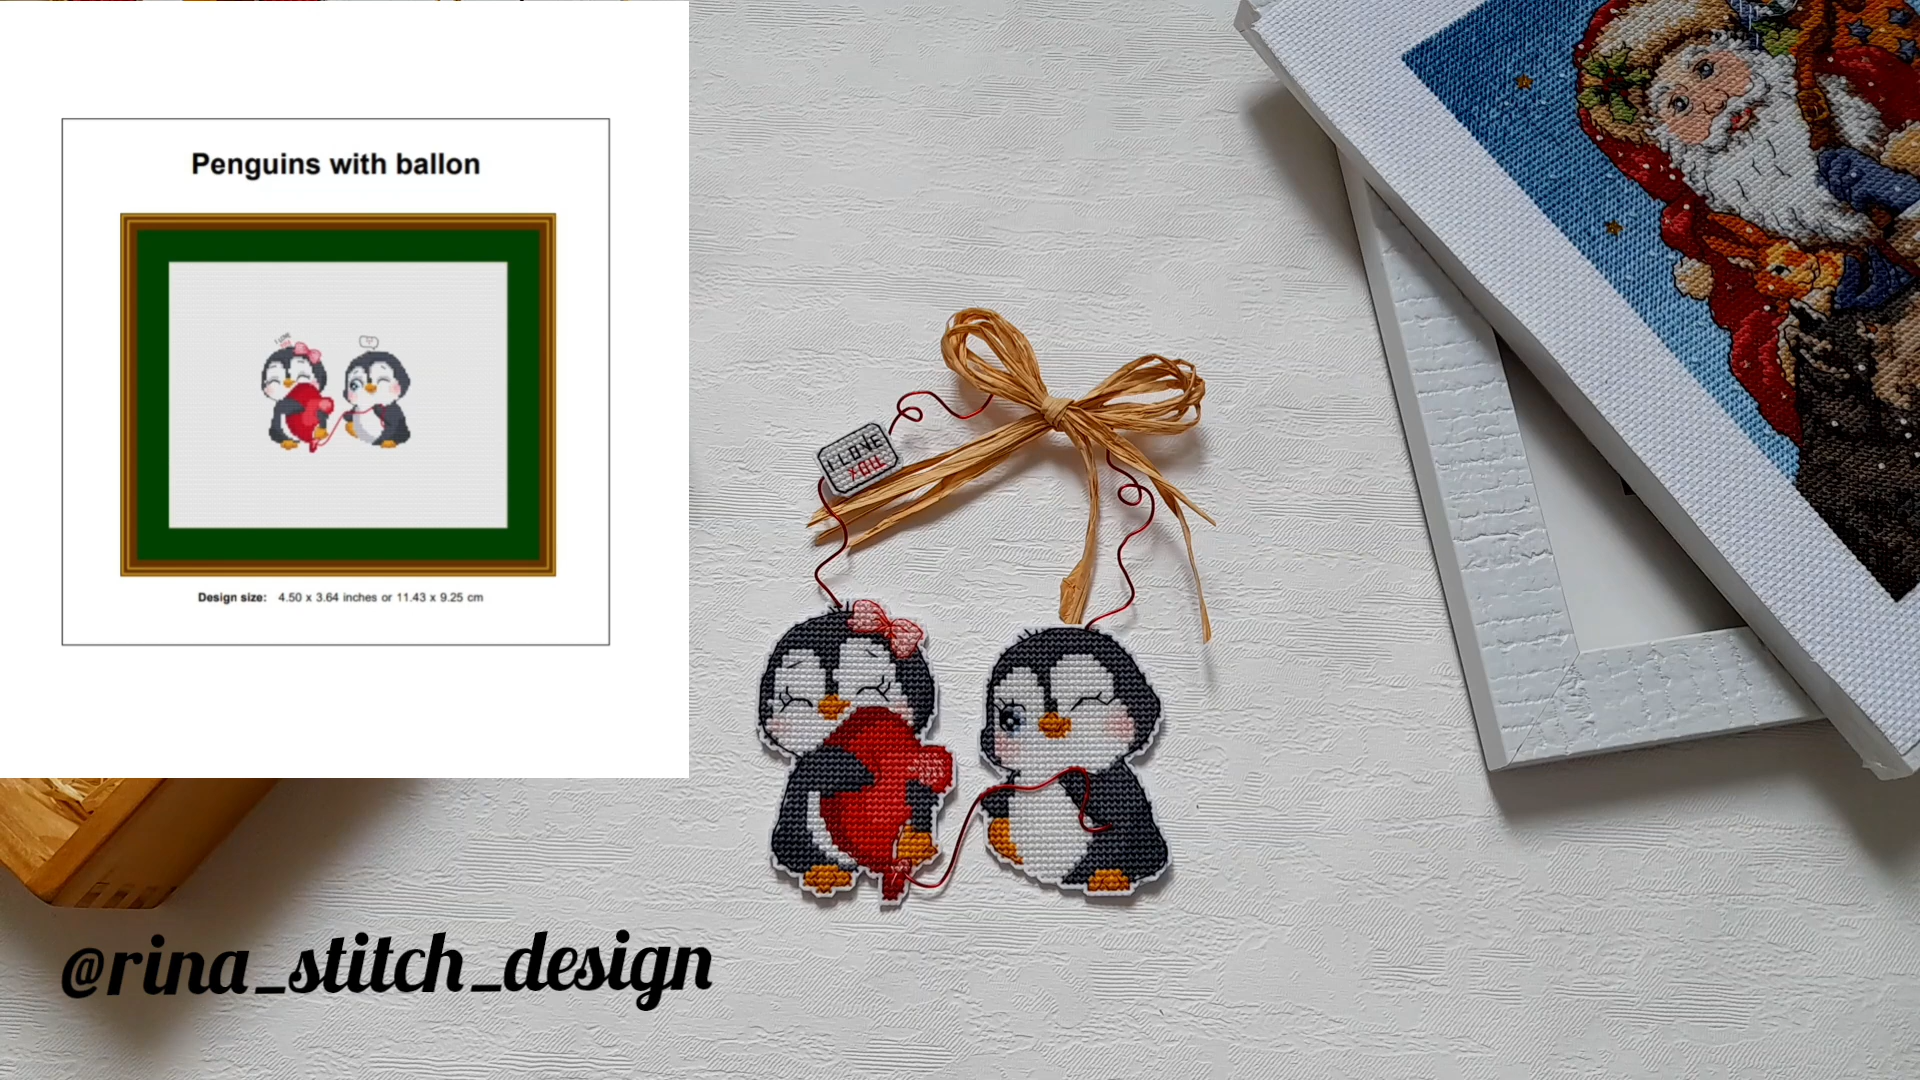 Penguins with ballon
Design size: 4.50 x 3.64 inches or 11.43 x 9.25 cm
I LOVE
YOU
@rina_stitch_design